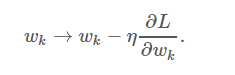 w_k → w_k − η ∂L/∂w_k.